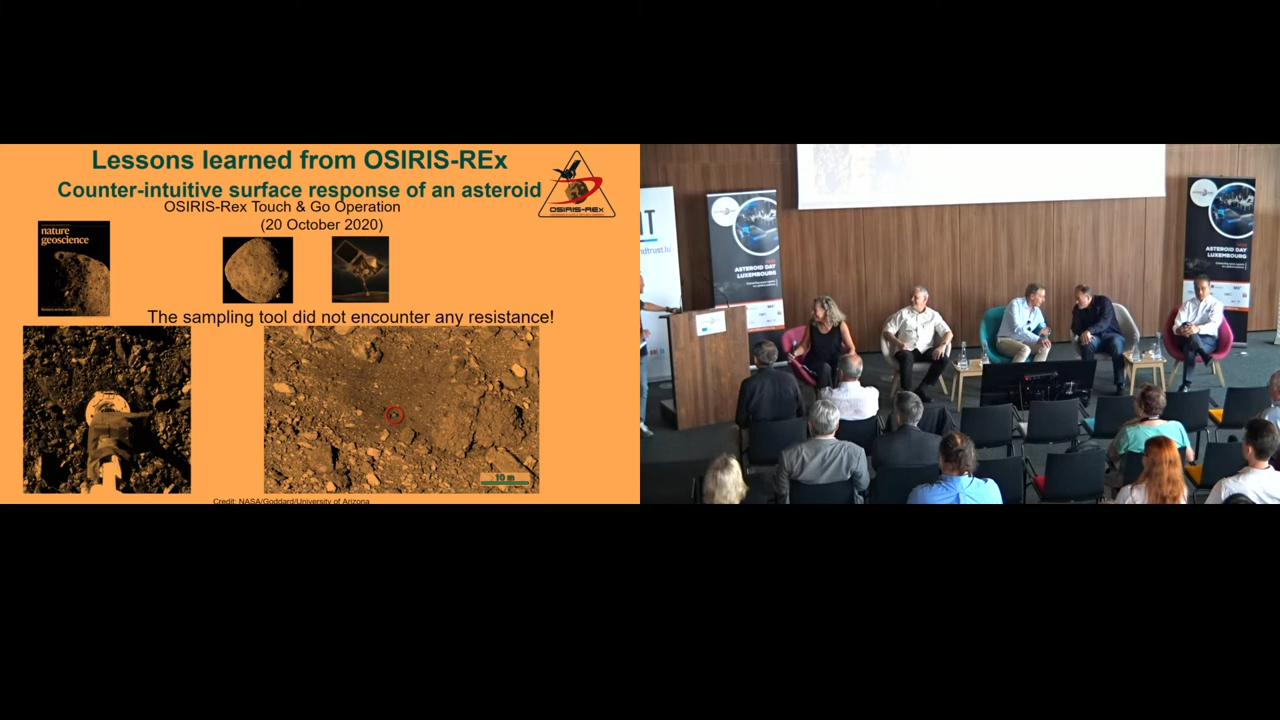 Lessons learned from OSIRIS-REx
Counter-intuitive surface response of an asteroid
OSIRIS-Rex Touch & Go Operation
(20 October 2020)
OSIRIS-REx
nature
geoscience
The sampling tool did not encounter any resistance!
10 m
Credit: NASA/Goddard/University of Arizona
ndtrust.lu
ASTEROID DAY
LUXEMBOURG
ASTEROID DAY
LUXEMBOURG